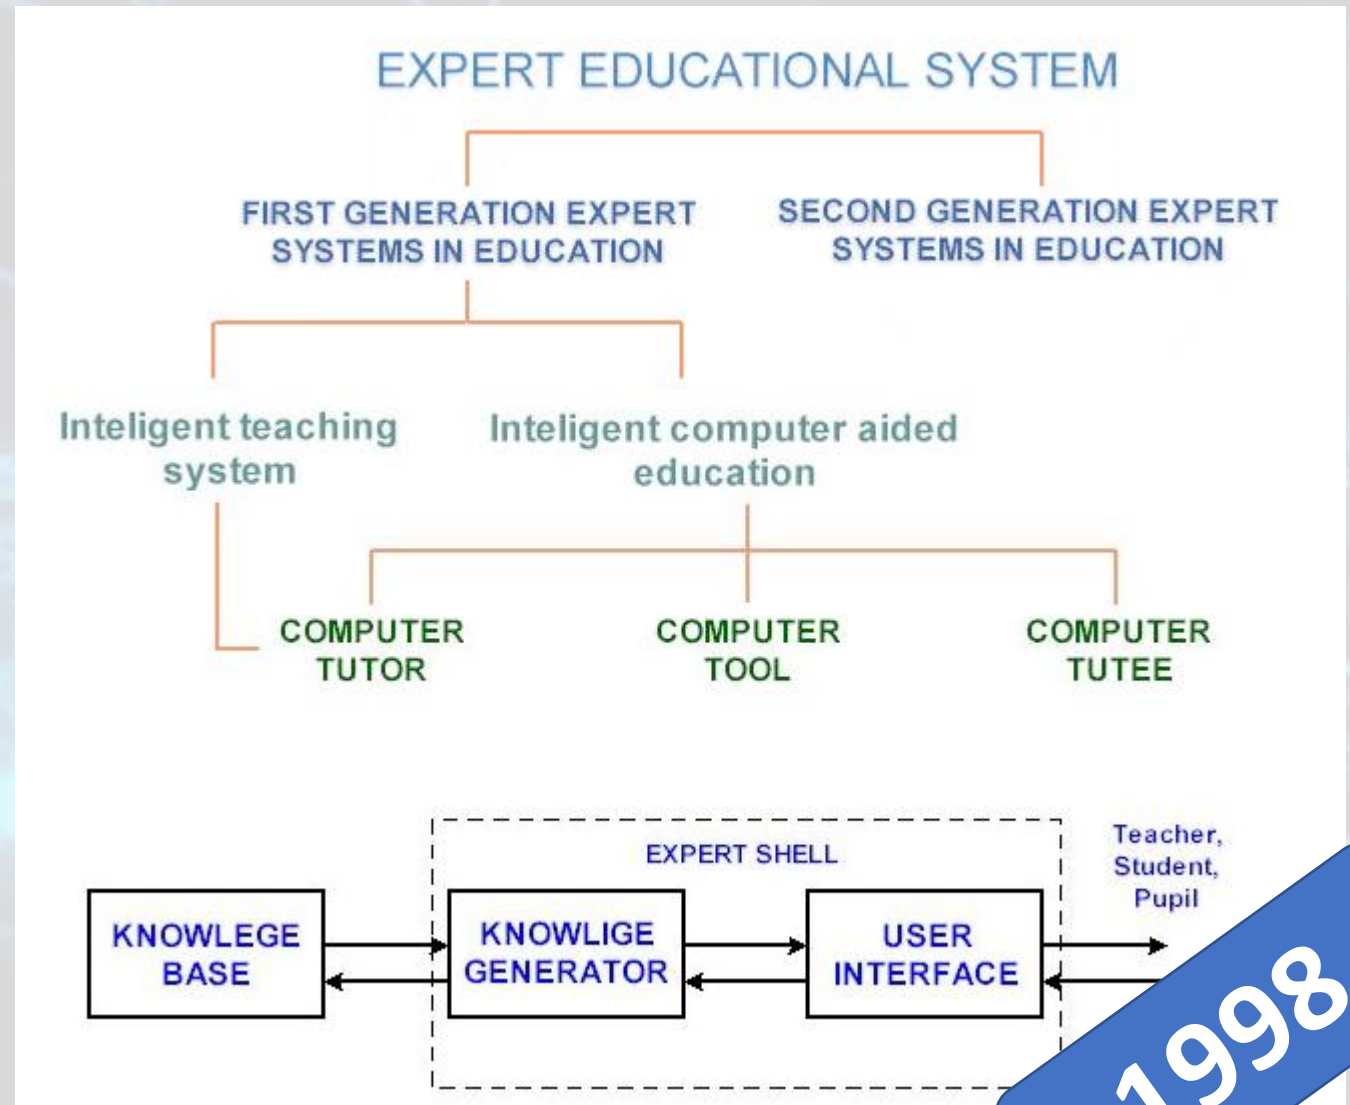 EXPERT EDUCATIONAL SYSTEM
FIRST GENERATION EXPERT
SYSTEMS IN EDUCATION
SECOND GENERATION EXPERT
SYSTEMS IN EDUCATION
Inteligent teaching
system
Inteligent computer aided
education
COMPUTER
TUTOR
COMPUTER
TOOL
COMPUTER
TUTEE
EXPERT SHELL
Teacher,
Student,
Pupil
KNOWLEGE
BASE
KNOWLIGE
GENERATOR
USER
INTERFACE
1998